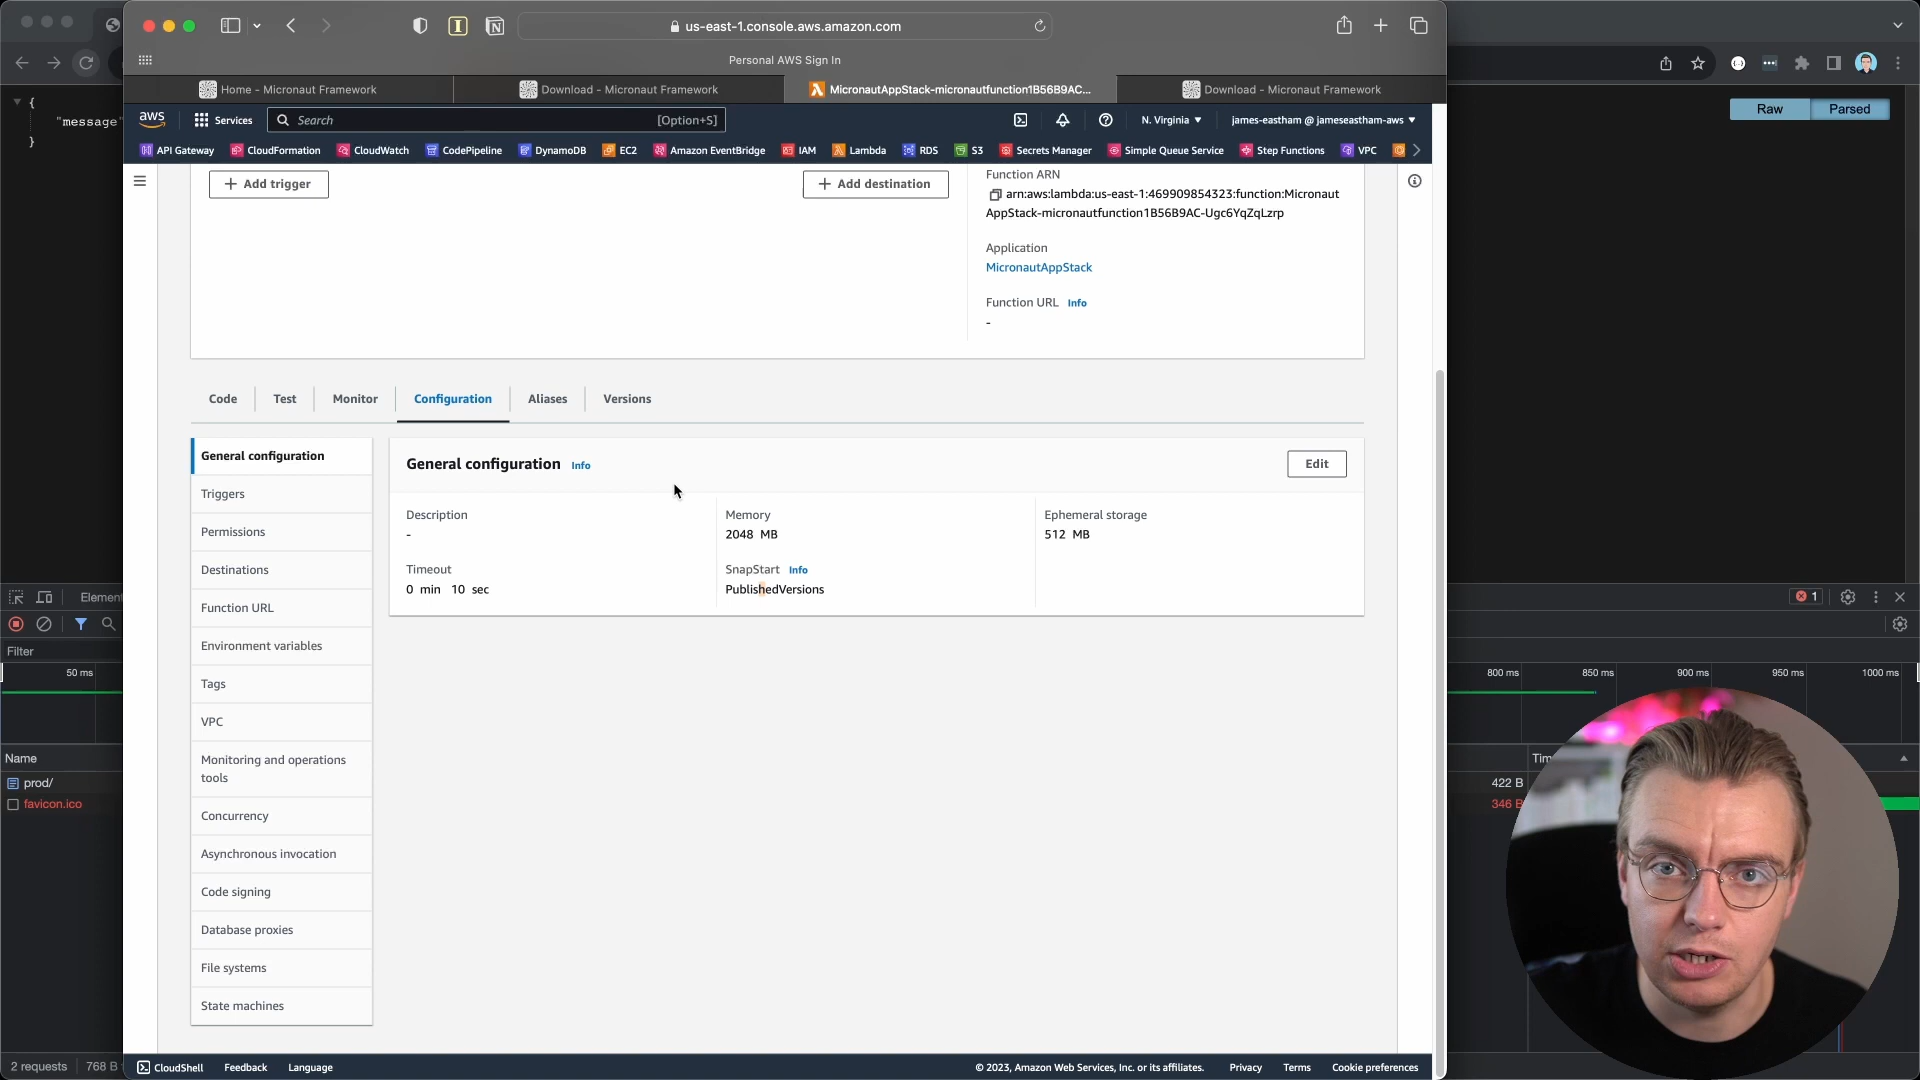 us-east-1.console.aws.amazon.com
Personal AWS Sign In
Home - Micronaut Framework
Download - Micronaut Framework
MicronautAppStack-micronautfunction1B56B9AC...
Download - Micronaut Framework
aws
Services
Search
[Option+S]
N. Virginia
james-eastham @ jameseastham-aws
API Gateway
CloudFormation
CloudWatch
CodePipeline
DynamoDB
EC2
Amazon EventBridge
IAM
Lambda
RDS
S3
Secrets Manager
Simple Queue Service
Step Functions
VPC
{
"message"
}
Raw
Parsed
+ Add trigger
+ Add destination
Function ARN
arn:aws:lambda:us-east-1:469909854323:function:Micronaut
AppStack-micronautfunction1B56B9AC-Ugc6YqZqLzrp
Application
MicronautAppStack
Function URL Info
-
Code
Test
Monitor
Configuration
Aliases
Versions
General configuration
Triggers
Permissions
Destinations
Function URL
Environment variables
Tags
VPC
Monitoring and operations
tools
Concurrency
Asynchronous invocation
Code signing
Database proxies
File systems
State machines
General configuration Info
Edit
Description
-
Memory
2048 MB
Ephemeral storage
512 MB
Timeout
0 min 10 sec
SnapStart Info
PublishedVersions
Elemen
1
Filter
50 ms
800 ms
850 ms
900 ms
950 ms
1000 ms
Name
Tim
prod/
422 B
favicon.ico
346 B
2 requests
768 B
CloudShell
Feedback
Language
© 2023, Amazon Web Services, Inc. or its affiliates.
Privacy
Terms
Cookie preferences